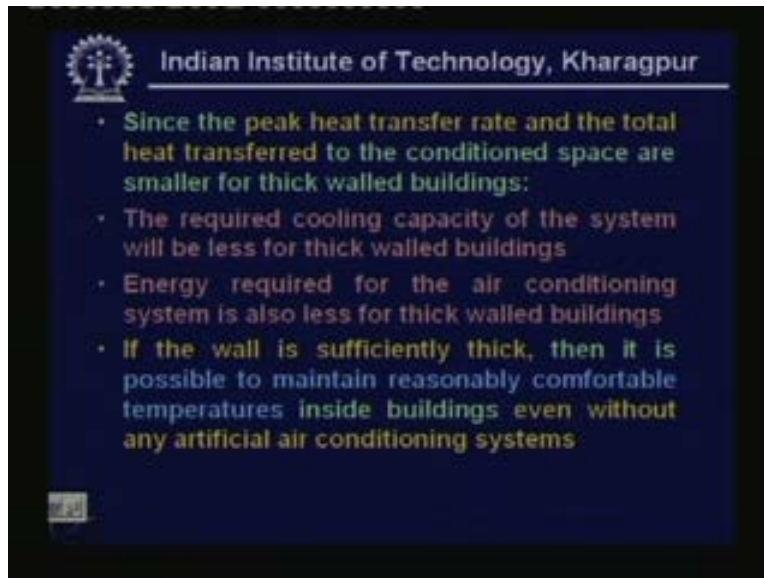 Indian Institute of Technology, Kharagpur
• Since the peak heat transfer rate and the total
heat transferred to the conditioned space are
smaller for thick walled buildings:
• The required cooling capacity of the system
will be less for thick walled buildings
• Energy required for the air conditioning
system is also less for thick walled buildings
• If the wall is sufficiently thick, then it is
possible to maintain reasonably comfortable
temperatures inside buildings even without
any artificial air conditioning systems